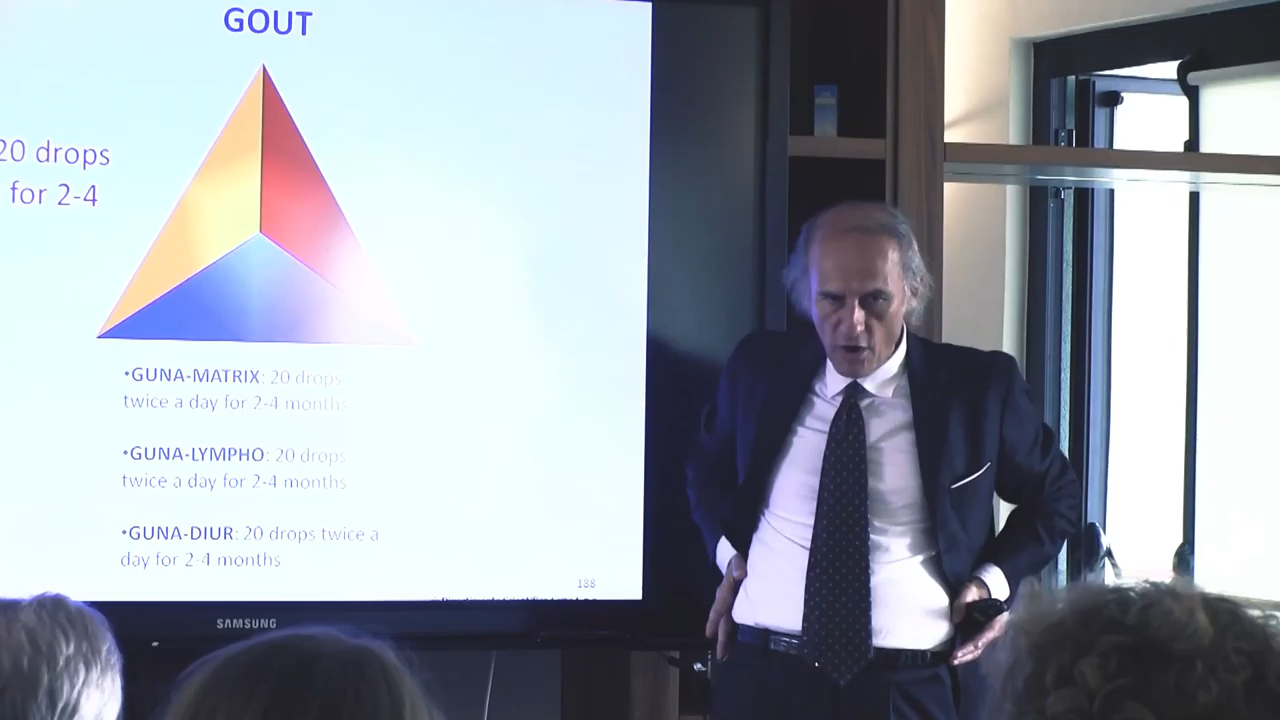 GOUT
20 drops
for 2-4
•GUNA-MATRIX: 20 drops
twice a day for 2-4 months
•GUNA-LYMPHO: 20 drops
twice a day for 2-4 months
•GUNA-DIUR: 20 drops twice a
day for 2-4 months
188
SAMSUNG